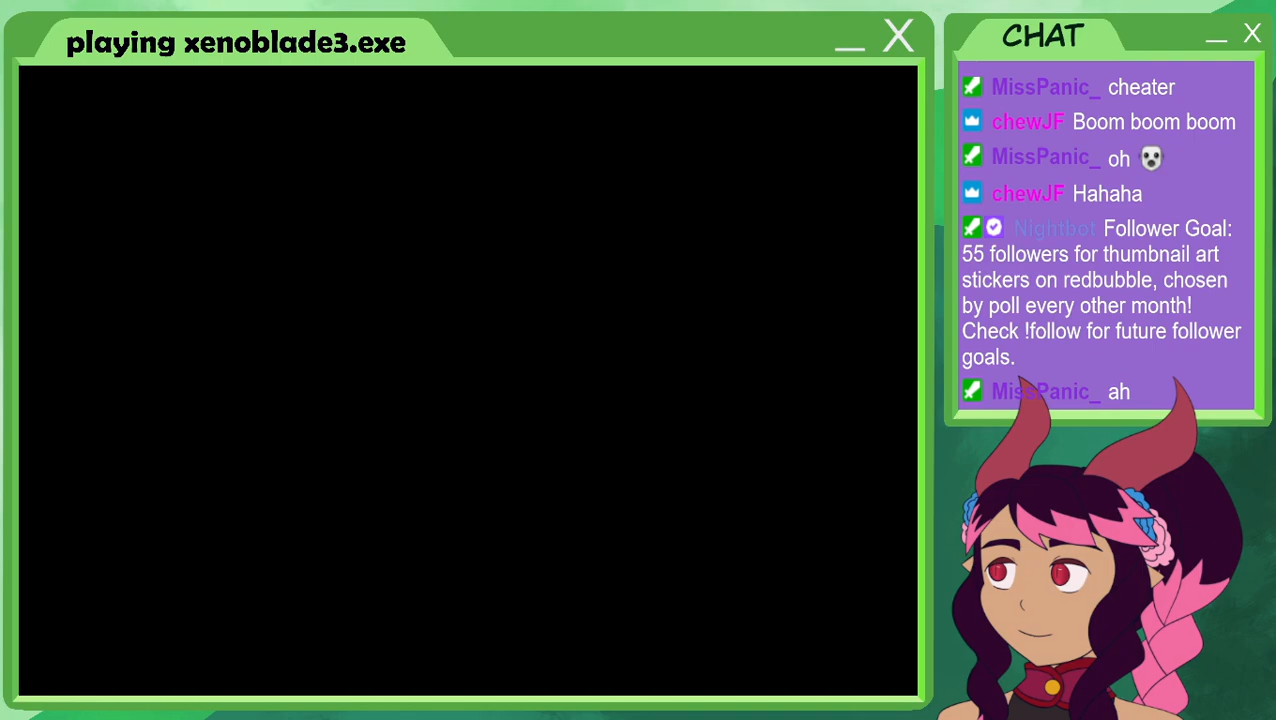 playing xenoblade3.exe
CHAT
MissPanic_ cheater
chewJF Boom boom boom
MissPanic_ oh
chewJF Hahaha
Nightbot Follower Goal:
55 followers for thumbnail art
stickers on redbubble, chosen
by poll every other month!
Check !follow for future follower
goals.
MissPanic_ ah